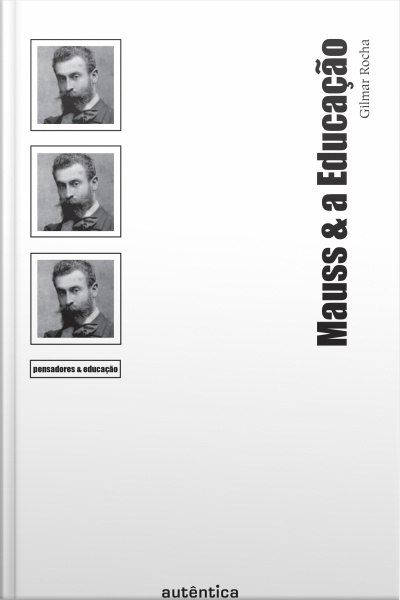 Mauss & a Educação
Gilmar Rocha
pensadores & educação
autêntica